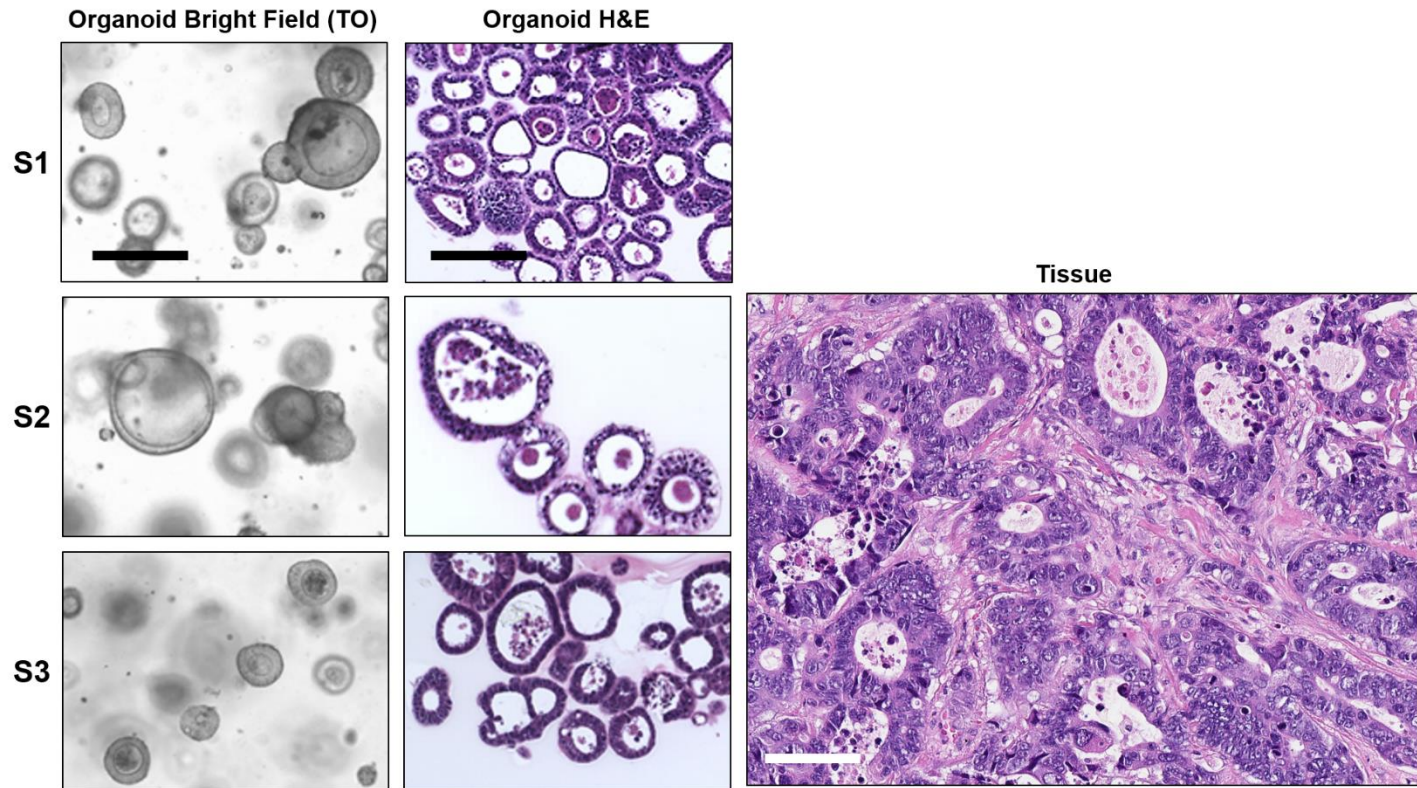 Organoid Bright Field (TO)
Organoid H&E
S1
Tissue
S2
S3